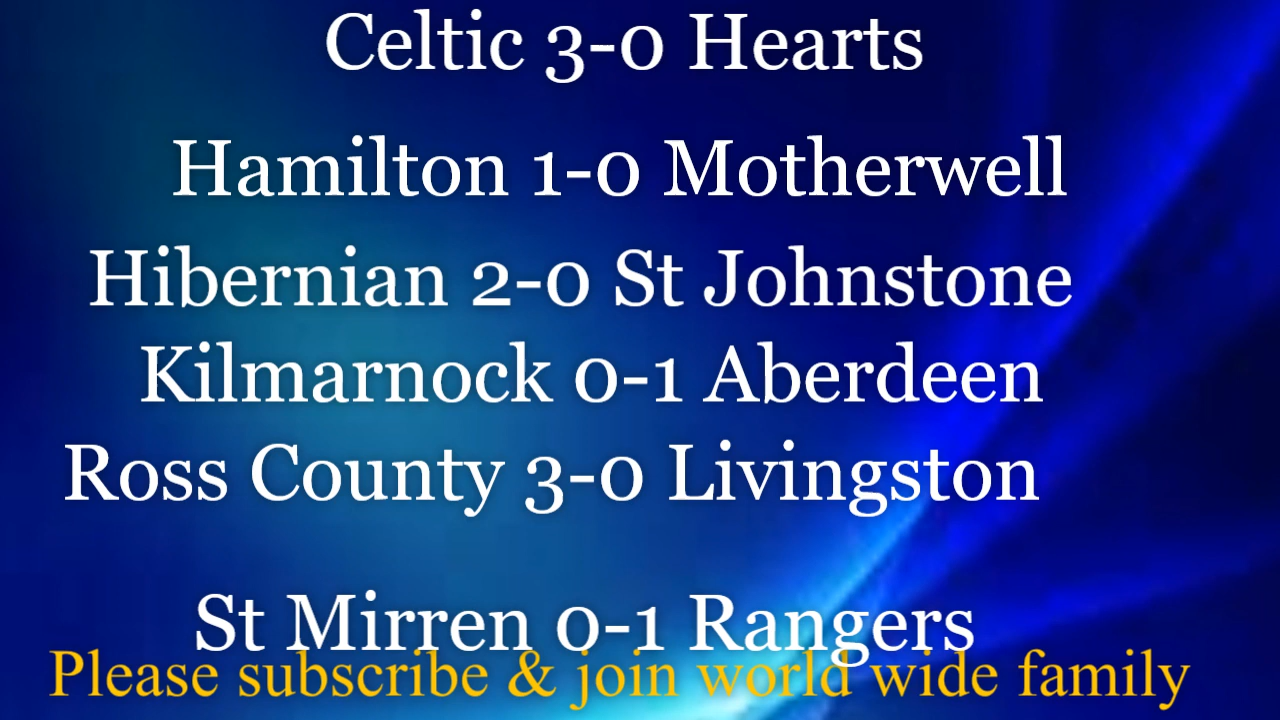 Celtic 3-0 Hearts
Hamilton 1-0 Motherwell
Hibernian 2-0 St Johnstone
Kilmarnock 0-1 Aberdeen
Ross County 3-0 Livingston
St Mirren 0-1 Rangers
Please subscribe & join world wide family